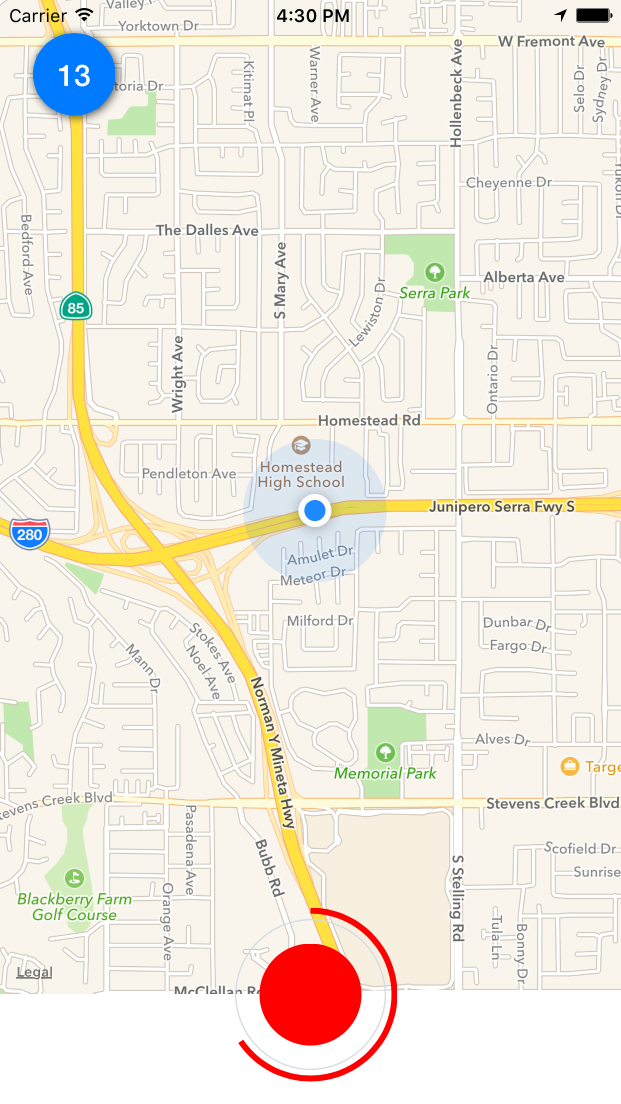 Carrier
4:30 PM
Valley
Yorktown Dr
W Fremont Ave
13
toria Dr
Kitimat Pl
Warner Ave
Hollenbeck Ave
Selo Dr
Sydney Dr
Cheyenne Dr
Bedford Ave
The Dalles Ave
S Mary Ave
Serra Park
Alberta Ave
85
Lewiston Dr
Wright Ave
Ontario Dr
Homestead Rd
Pendleton Ave
Homestead
High School
Junipero Serra Fwy S
280
Amulet Dr
Meteor Dr
Milford Dr
Dunbar Dr
Fargo Dr
Stokes Ave
Noel Ave
Mann Dr
Norman Y Mineta Hwy
Alves Dr
Memorial Park
Targe
tevens Creek Blvd
Stevens Creek Blvd
Pasadena Ave
Bubb Rd
Scofield Dr
Sunrise
Blackberry Farm
Golf Course
Orange Ave
S Stelling Rd
Tula Ln
Bonny Dr
Legal
McClellan R